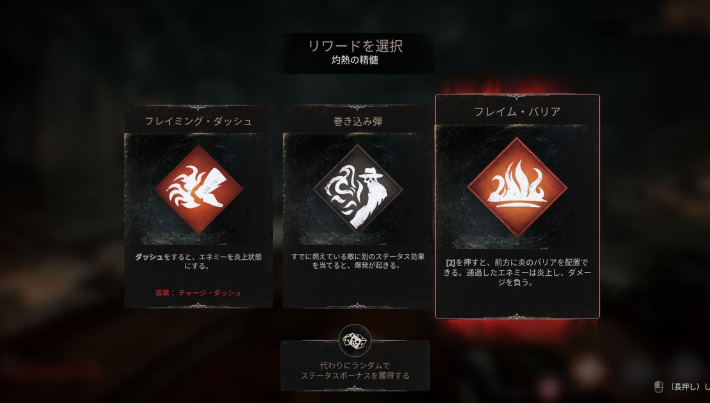 リワードを選択
灼熱の精髄
フレイミング・ダッシュ
ダッシュをすると、エネミーを炎上状態
にする。
巻き込み弾
すでに燃えている敵に別のステータス効果
を当てると、爆発が起きる。
フレイム・バリア
[2]を押すと、前方に炎のバリアを配置で
きる。通過したエネミーは炎上し、ダメー
ジを負う。
チャージ・ダッシュ
代わりにランダムで
ステータスボーナスを獲得する
(長押し) し